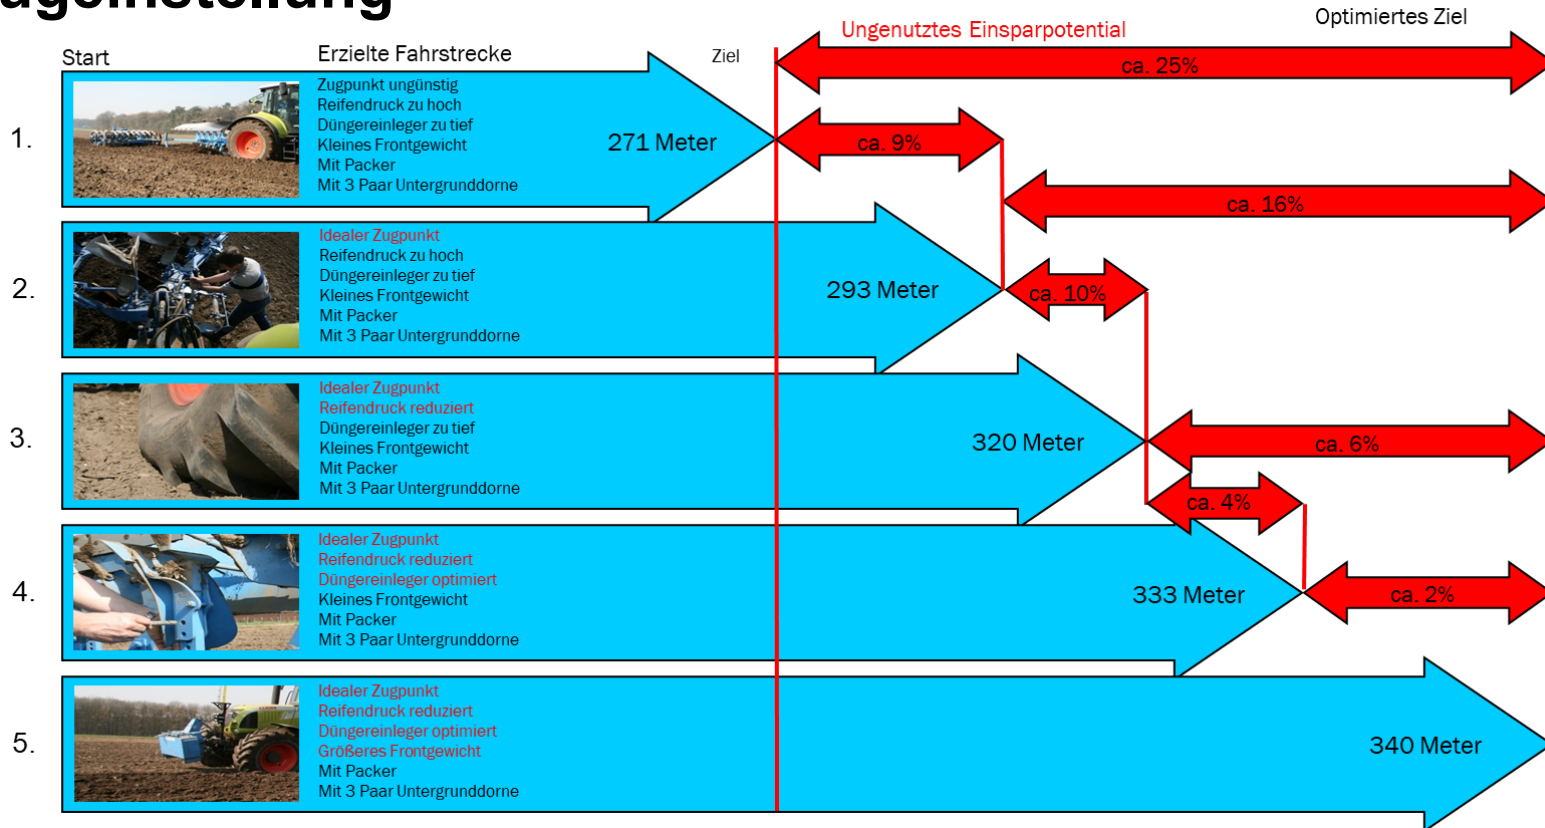 Start
Erzielte Fahrstrecke
Ziel
Ungenutztes Einsparpotential
Optimiertes Ziel
ca. 25%
1.
Zugpunkt ungünstig
Reifendruck zu hoch
Düngereinleger zu tief
Kleines Frontgewicht
Mit Packer
Mit 3 Paar Untergrunddorne
271 Meter
ca. 9%
ca. 16%
2.
Idealer Zugpunkt
Reifendruck zu hoch
Düngereinleger zu tief
Kleines Frontgewicht
Mit Packer
Mit 3 Paar Untergrunddorne
293 Meter
ca. 10%
3.
Idealer Zugpunkt
Reifendruck reduziert
Düngereinleger zu tief
Kleines Frontgewicht
Mit Packer
Mit 3 Paar Untergrunddorne
320 Meter
ca. 6%
ca. 4%
4.
Idealer Zugpunkt
Reifendruck reduziert
Düngereinleger optimiert
Kleines Frontgewicht
Mit Packer
Mit 3 Paar Untergrunddorne
333 Meter
ca. 2%
5.
Idealer Zugpunkt
Reifendruck reduziert
Düngereinleger optimiert
Größeres Frontgewicht
Mit Packer
Mit 3 Paar Untergrunddorne
340 Meter